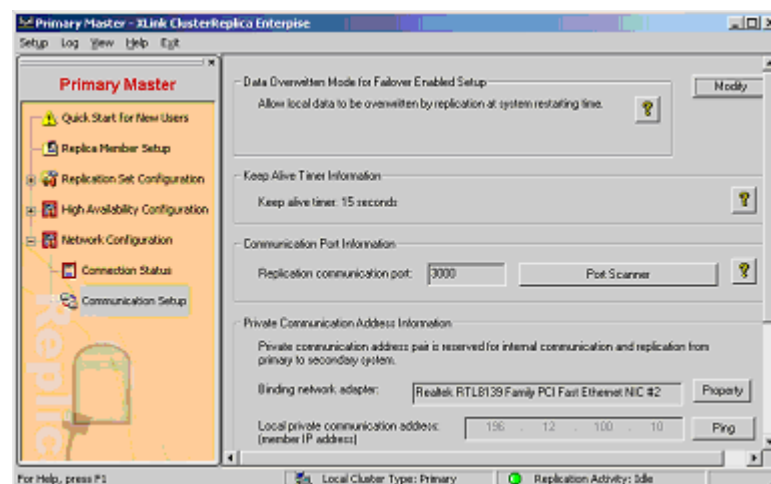 Primary Master - XLink ClusterReplica Enterpise
Setup Log View Help Exit
Primary Master
Quick Start for New Users
Replica Member Setup
Replication Set Configuration
High Availability Configuration
Network Configuration
Connection Status
Communication Setup
Replic
Data Overwritten Mode for Failover Enabled Setup
Allow local data to be overwritten by replication at system restarting time.
?
Modify
Keep Alive Timer Information
Keep alive timer: 15 seconds
?
Communication Port Information
Replication communication port: 3000 Port Scanner
?
Private Communication Address Information
Private communication address pair is reserved for internal communication and replication from
primary to secondary system.
Binding network adapter: Realtek RTL8139 Family PCI Fast Ethernet NIC #2 Property
Local private communication address: 196 . 12 . 100 . 10 Ping
(member IP address)
For Help, press F1 Local Cluster Type: Primary Replication Activity: Idle